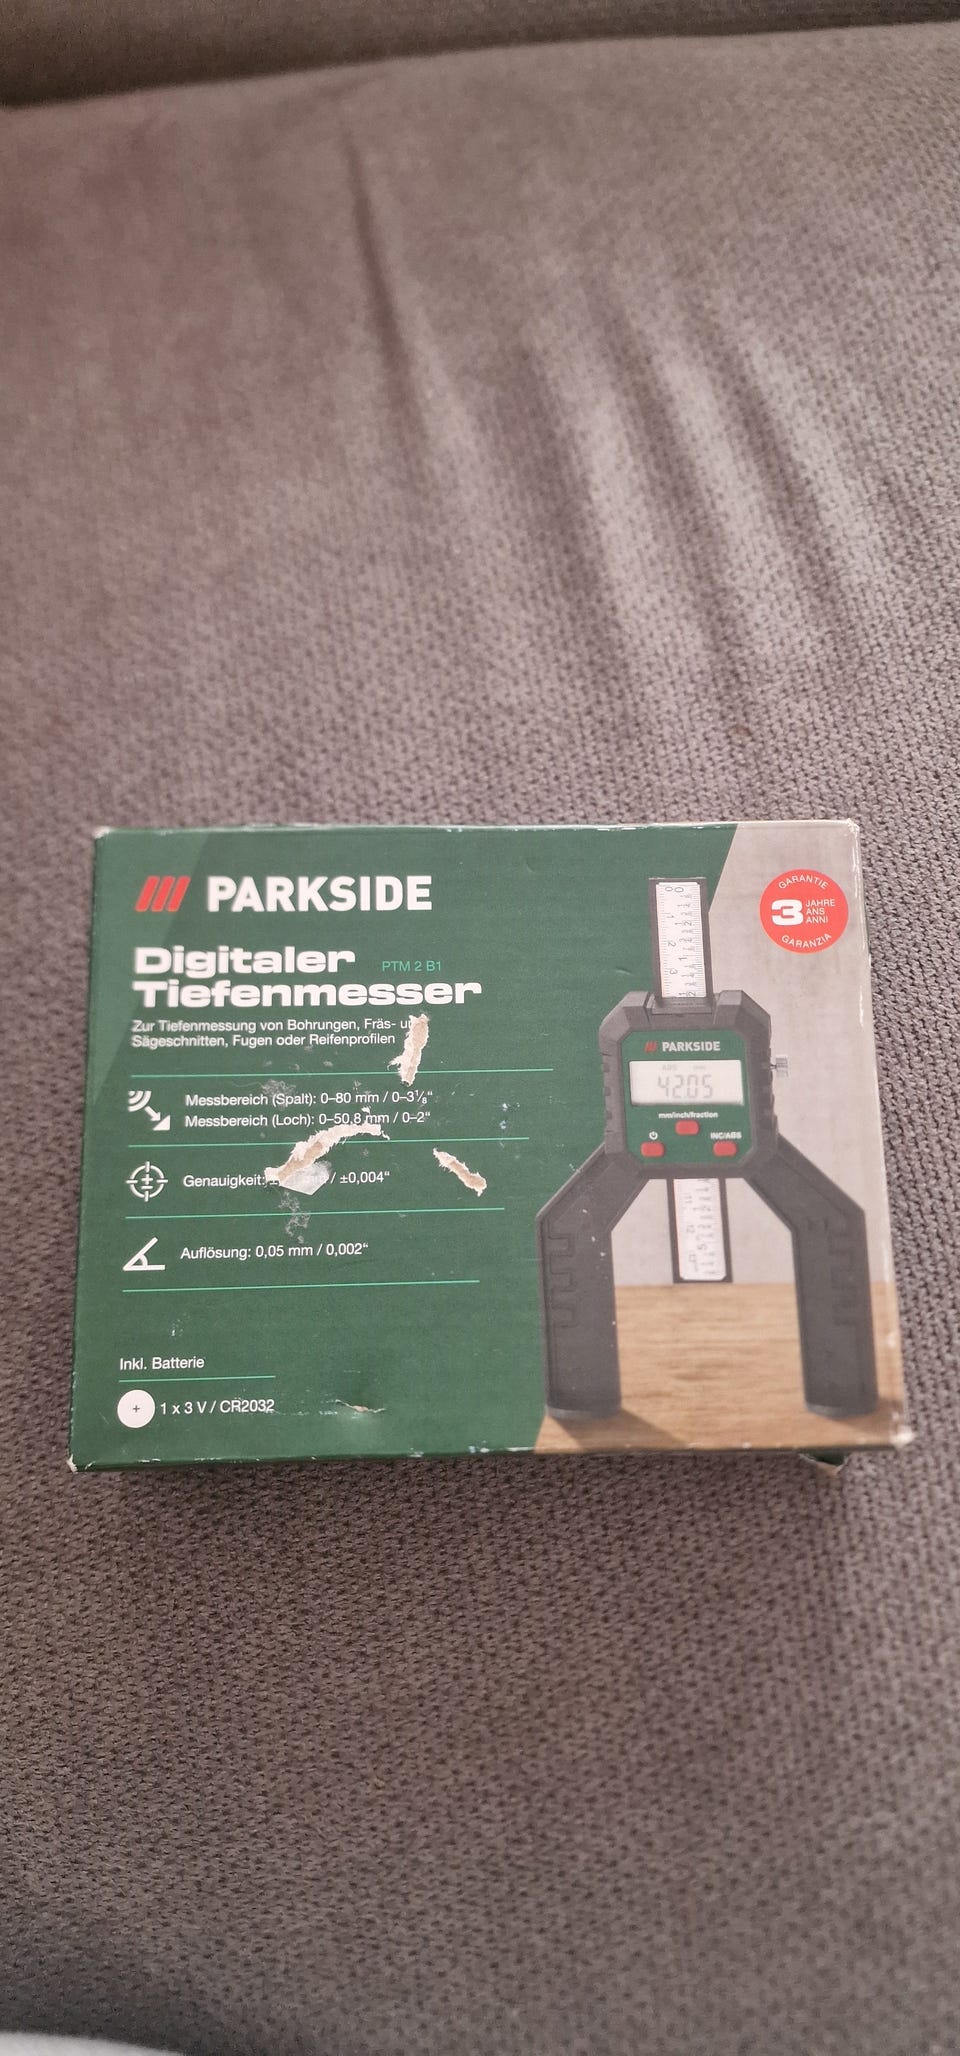 PARKSIDE
Digitaler
Tiefenmesser
PTM 2 B1
Zur Tiefenmessung von Bohrungen, Fräs-
Sägeschnitten, Fugen oder Reifenprofilen
Messbereich (Spalt): 0–80 mm / 0–3⅛“
Messbereich (Loch): 0–50,8 mm / 0–2“
Genauigkeit: / ±0,004“
Auflösung: 0,05 mm / 0,002“
Inkl. Batterie
+ 1 x 3 V / CR2032
GARANTIE
3 JAHRE
ANS
ANNI
GARANZIA
PARKSIDE
ABS mm
42.05
mm/inch/fraction
INC/ABS